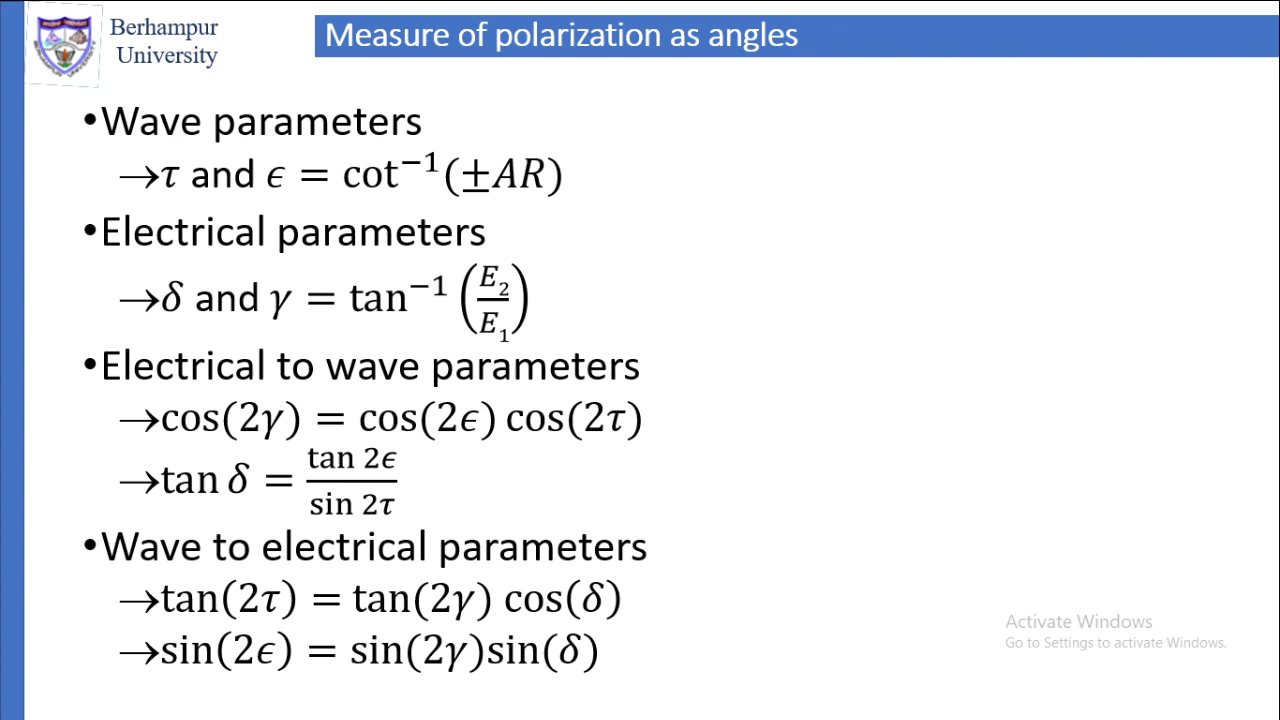 Berhampur
University
Measure of polarization as angles
•Wave parameters
→τ and ϵ = cot⁻¹(±AR)
•Electrical parameters
→δ and γ = tan⁻¹(E₂/E₁)
•Electrical to wave parameters
→cos(2γ) = cos(2ϵ) cos(2τ)
→tan δ = tan 2ϵ / sin 2τ
•Wave to electrical parameters
→tan(2τ) = tan(2γ) cos(δ)
→sin(2ϵ) = sin(2γ)sin(δ)
Activate Windows
Go to Settings to activate Windows.